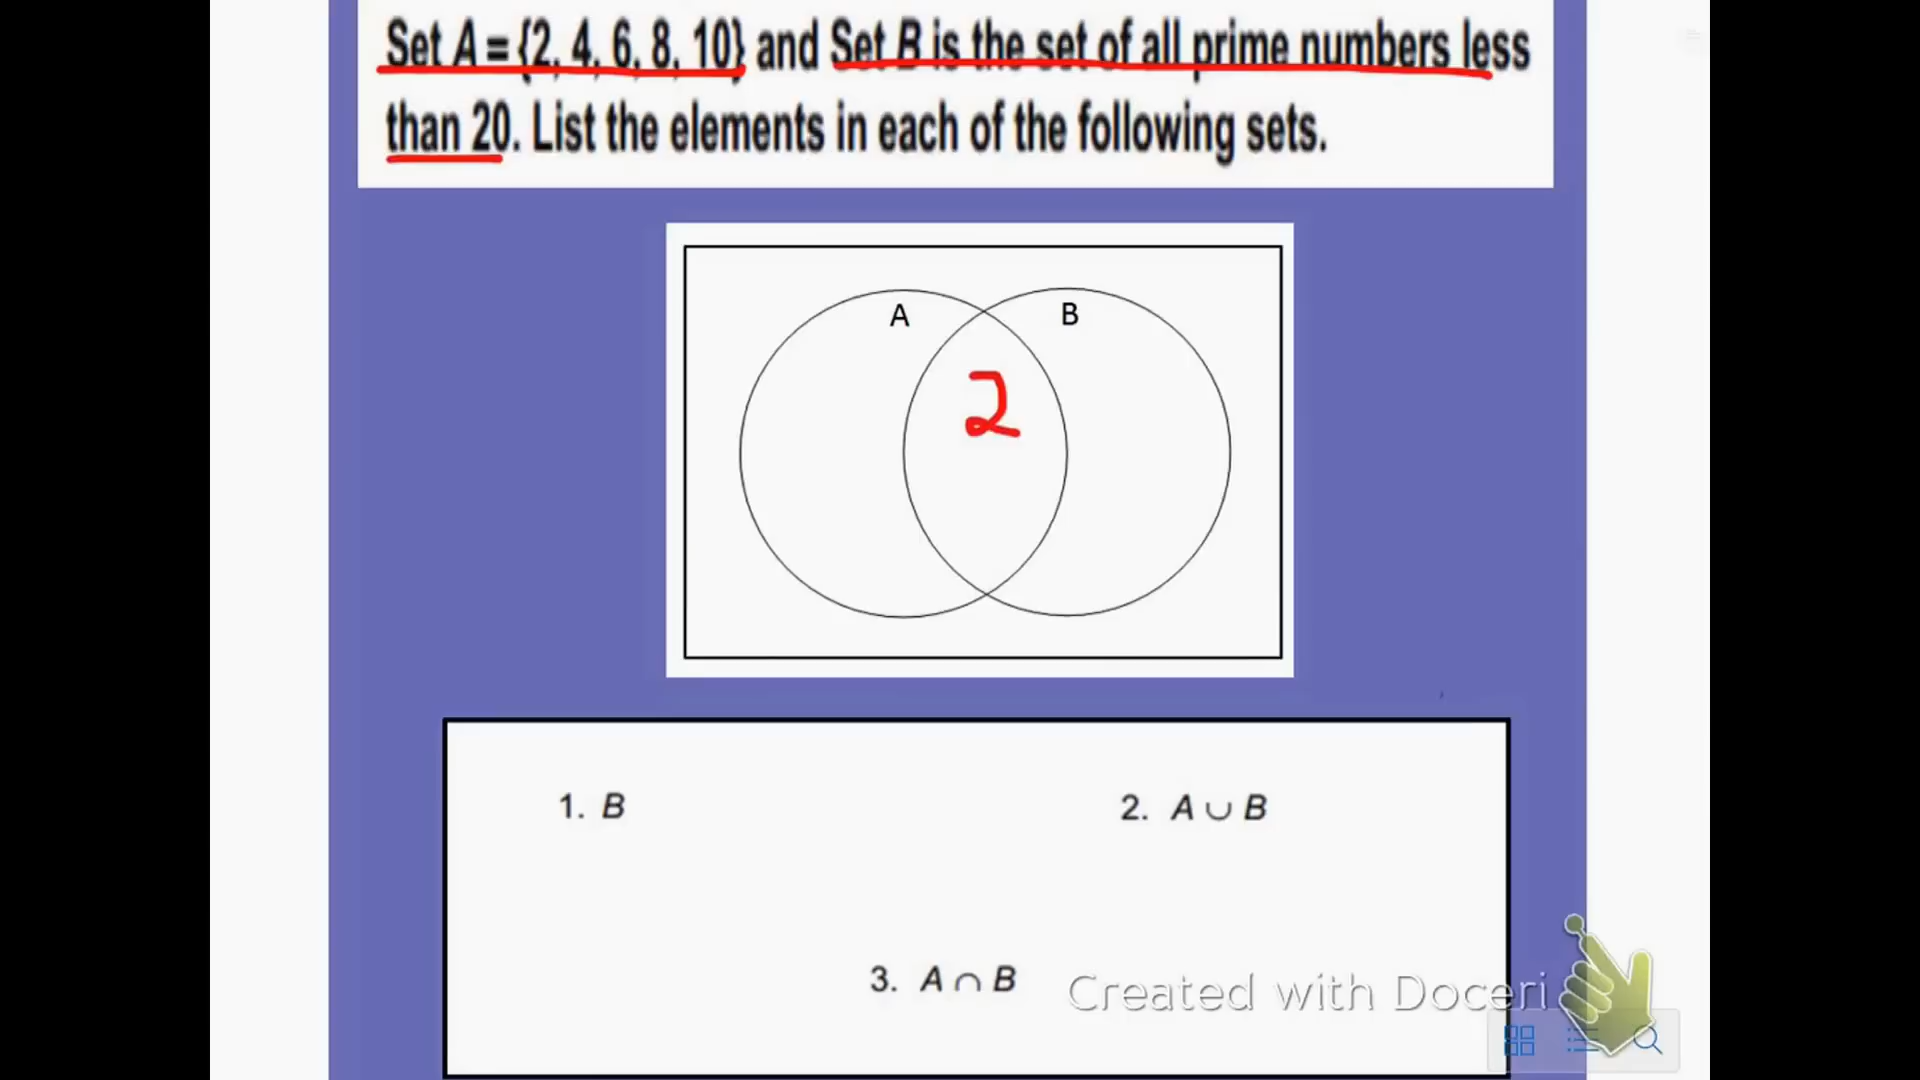 Set A = {2, 4, 6, 8, 10} and Set B is the set of all prime numbers less
than 20. List the elements in each of the following sets.
A
B
2
1. B
2. A ∪ B
3. A ∩ B
Created with Doceri